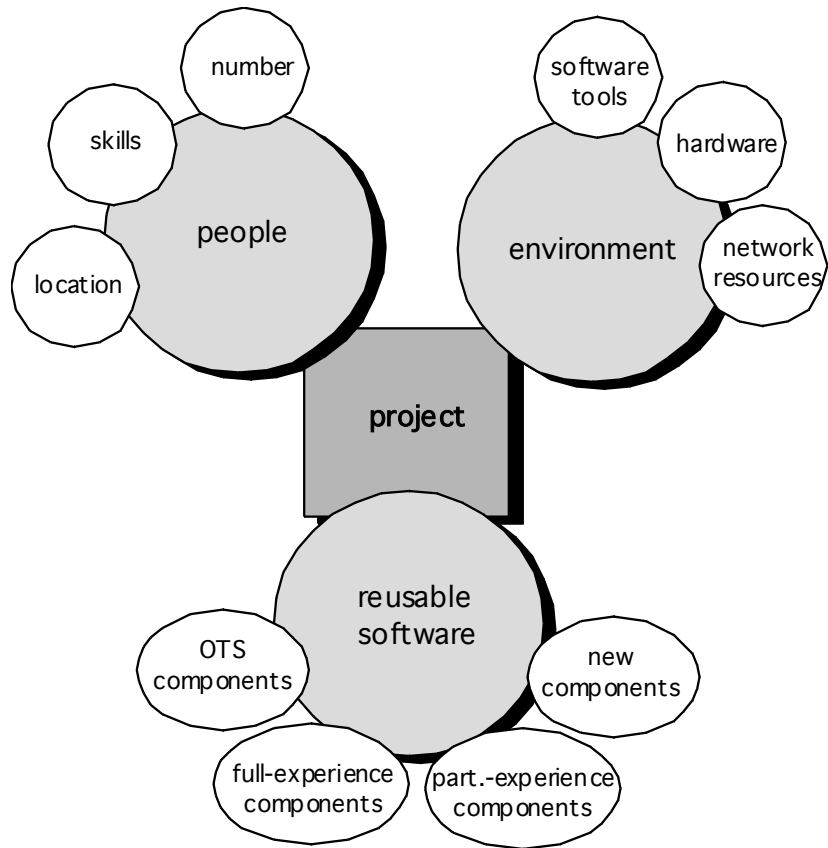 number
skills
people
location
software
tools
hardware
environment
network
resources
project
reusable
software
OTS
components
new
components
full-experience
components
part.-experience
components